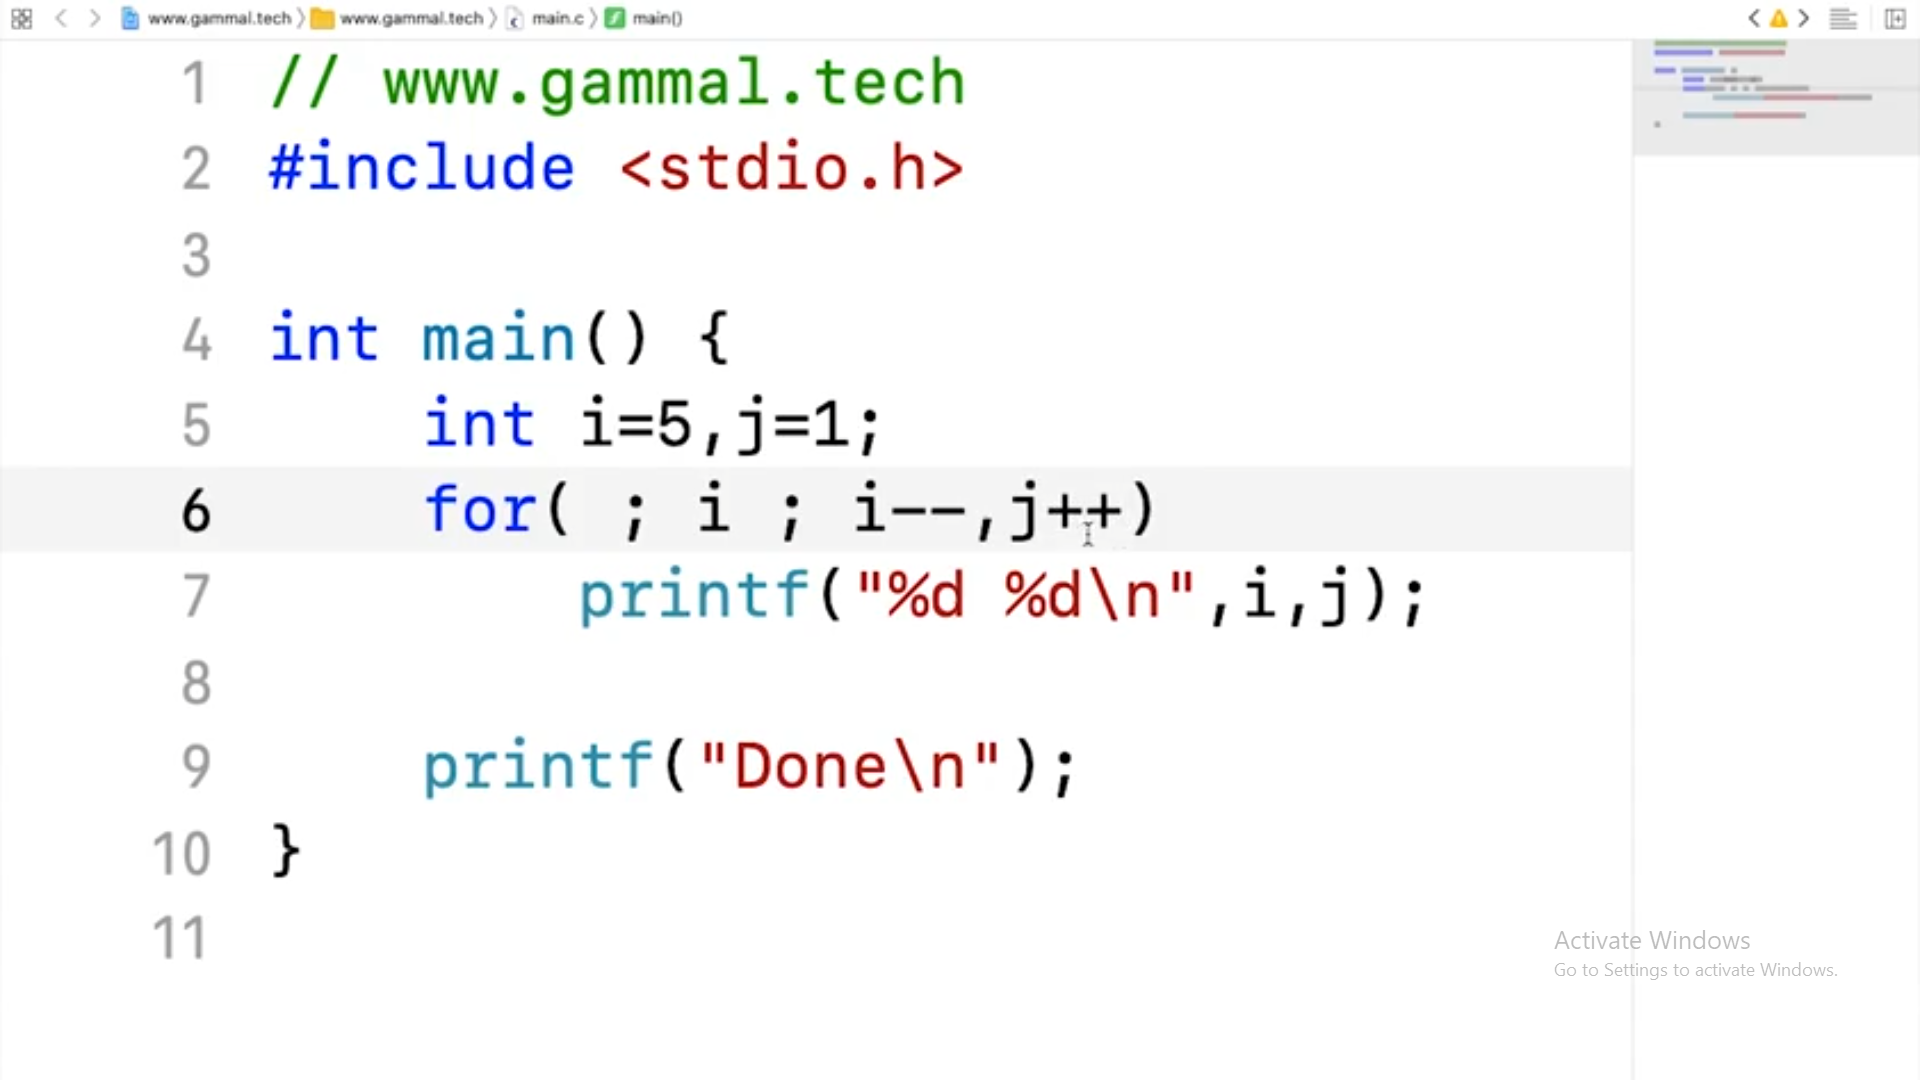 www.gammal.tech 〉 www.gammal.tech 〉 main.c 〉 main()
1 // www.gammal.tech
2 #include <stdio.h>
3
4 int main() {
5     int i=5,j=1;
6     for( ; i ; i--,j++)
7         printf("%d %d\n",i,j);
8
9     printf("Done\n");
10 }
11
Activate Windows
Go to Settings to activate Windows.